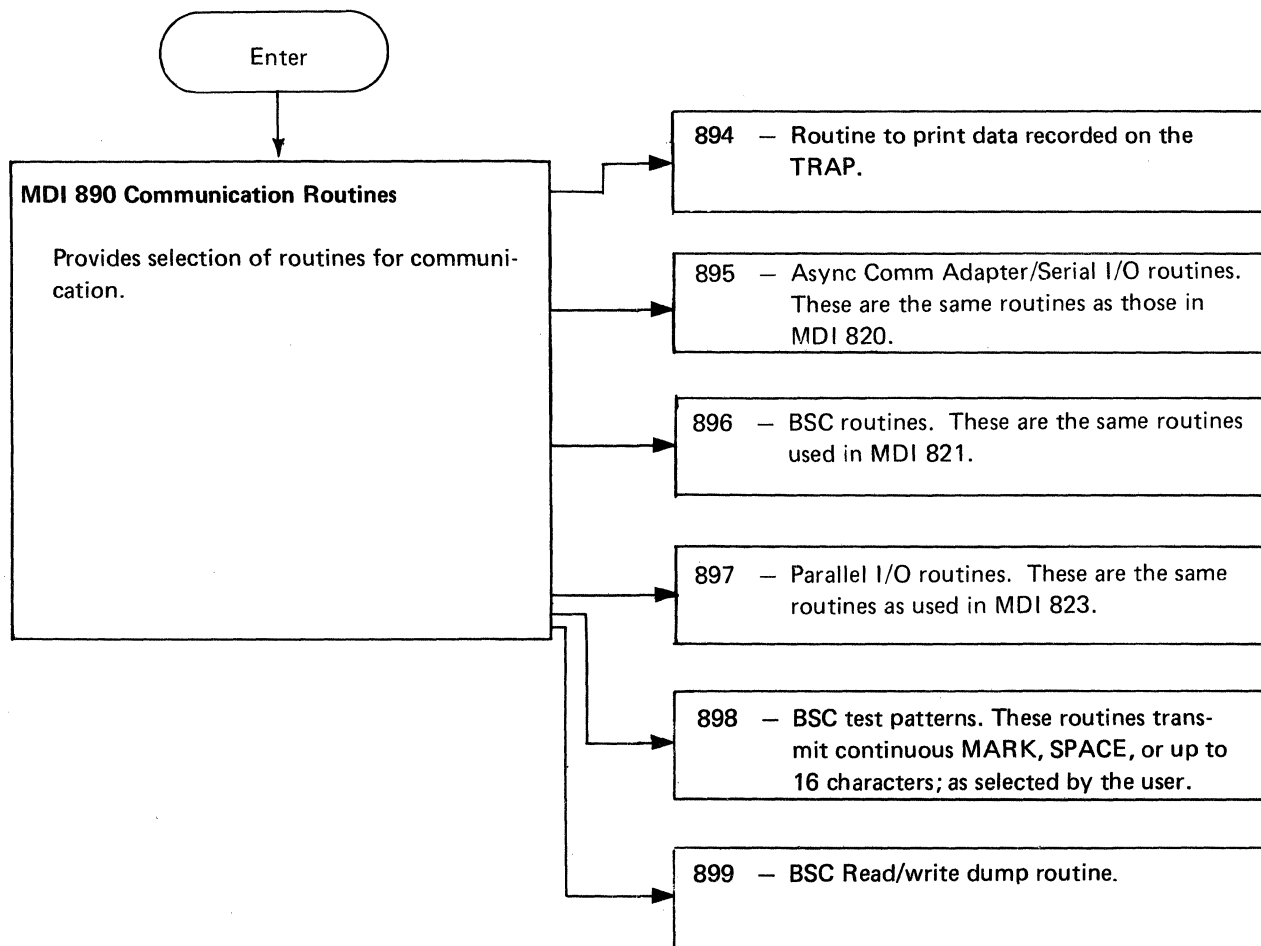 Enter
MDI 890 Communication Routines
Provides selection of routines for communi-
cation.
894 — Routine to print data recorded on the
TRAP.
895 — Async Comm Adapter/Serial I/O routines.
These are the same routines as those in
MDI 820.
896 — BSC routines. These are the same routines
used in MDI 821.
897 — Parallel I/O routines. These are the same
routines as used in MDI 823.
898 — BSC test patterns. These routines trans-
mit continuous MARK, SPACE, or up to
16 characters; as selected by the user.
899 — BSC Read/write dump routine.